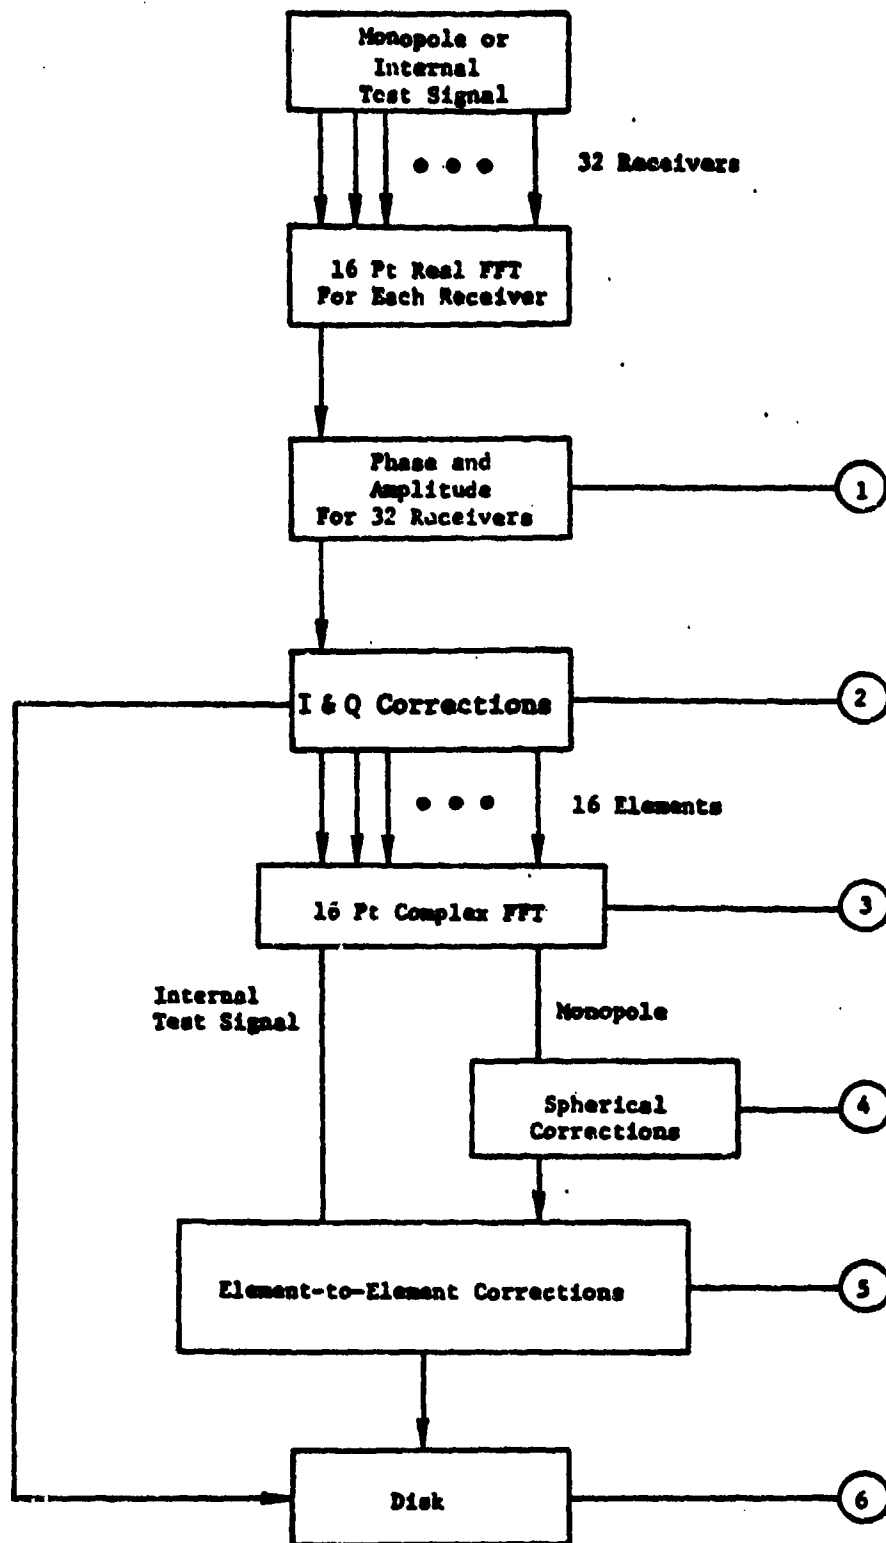 Monopole or
Internal
Test Signal
32 Receivers
16 Pt Real FFT
For Each Receiver
Phase and
Amplitude
For 32 Receivers
1
I & Q Corrections
2
16 Elements
16 Pt Complex FFT
3
Internal
Test Signal
Monopole
Spherical
Corrections
4
Element-to-Element Corrections
5
Disk
6